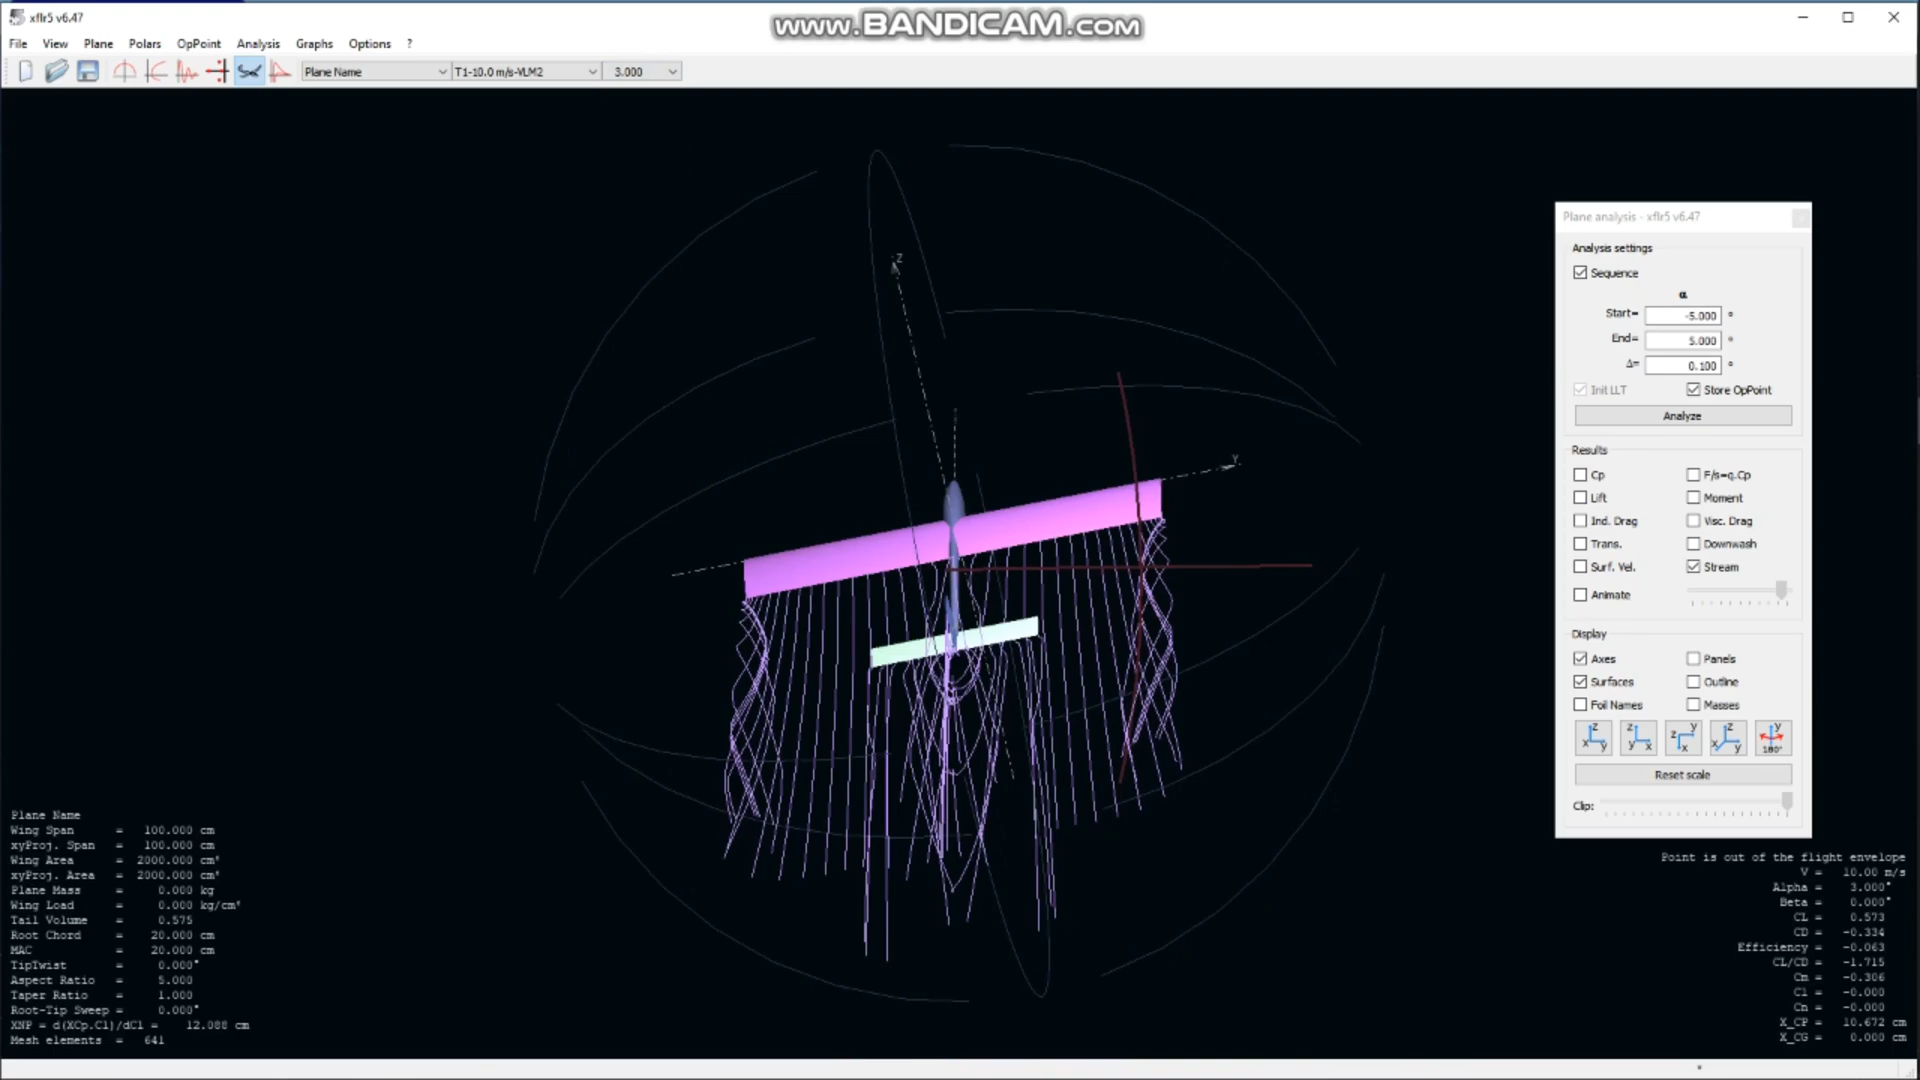 xflr5 v6.47
www.BANDICAM.com
File View Plane Polars OpPoint Analysis Graphs Options ?
Plane Name T1-10.0 m/s-VLM2 3.000
Z
Y
Plane analysis - xflr5 v6.47
Analysis settings
Sequence
α
Start= -5.000 °
End= 5.000 °
Δ= 0.100 °
Init LLT Store OpPoint
Analyze
Results
Cp F/s=q.Cp
Lift Moment
Ind. Drag Visc. Drag
Trans. Downwash
Surf. Vel. Stream
Animate
Display
Axes Panels
Surfaces Outline
Foil Names Masses
z x y z y x y z x z x y y 180°
Reset scale
Clip:
Plane Name
Wing Span = 100.000 cm
xyProj. Span = 100.000 cm
Wing Area = 2000.000 cm²
xyProj. Area = 2000.000 cm²
Plane Mass = 0.000 kg
Wing Load = 0.000 kg/cm²
Tail Volume = 0.575
Root Chord = 20.000 cm
MAC = 20.000 cm
TipTwist = 0.000°
Aspect Ratio = 5.000
Taper Ratio = 1.000
Root-Tip Sweep = 0.000°
XNP = d(XCp.Cl)/dCl = 12.088 cm
Mesh elements = 641
Point is out of the flight envelope
V = 10.00 m/s
Alpha = 3.000°
Beta = 0.000°
CL = 0.573
CD = -0.334
Efficiency = -0.063
CL/CD = -1.715
Cm = -0.306
Cl = -0.000
Cn = -0.000
X_CP = 10.672 cm
X_CG = 0.000 cm